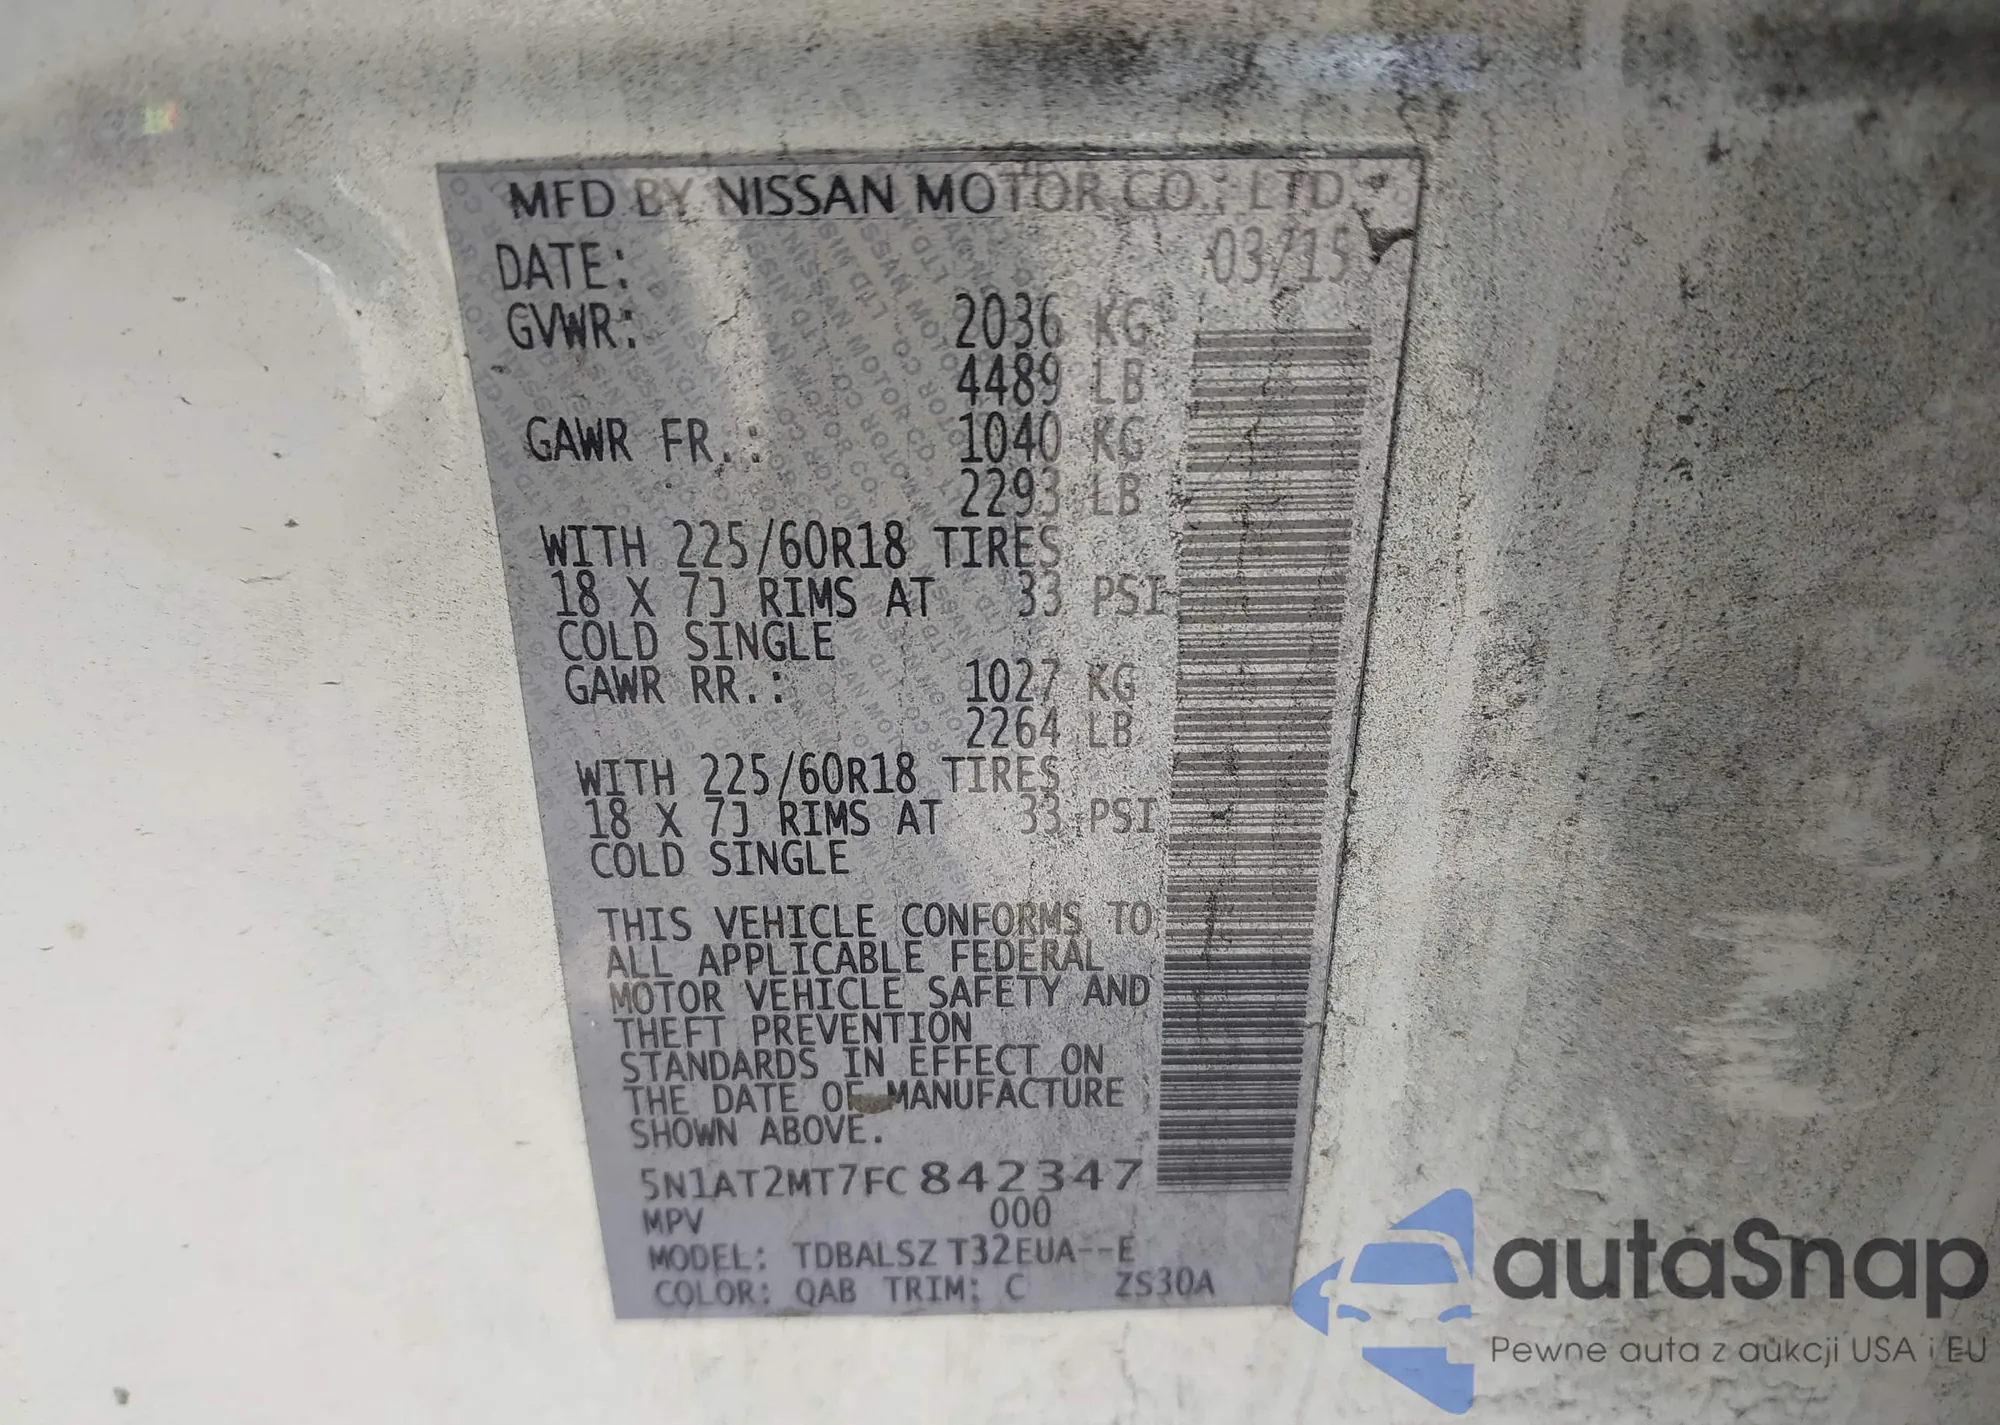 MFD BY NISSAN MOTOR CO., LTD.
DATE: 03/15
GVWR: 2036 KG
4489 LB
GAWR FR.: 1040 KG
2293 LB
WITH 225/60R18 TIRES
18 X 7J RIMS AT 33 PSI
COLD SINGLE
GAWR RR.: 1027 KG
2264 LB
WITH 225/60R18 TIRES
18 X 7J RIMS AT 33 PSI
COLD SINGLE
THIS VEHICLE CONFORMS TO
ALL APPLICABLE FEDERAL
MOTOR VEHICLE SAFETY AND
THEFT PREVENTION
STANDARDS IN EFFECT ON
THE DATE OF MANUFACTURE
SHOWN ABOVE.
5N1AT2MT7FC842347
MPV 000
MODEL: TDBALSZ T32EUA--E
COLOR: QAB TRIM: C ZS30A
autaSnap
Pewne auta z aukcji USA i EU